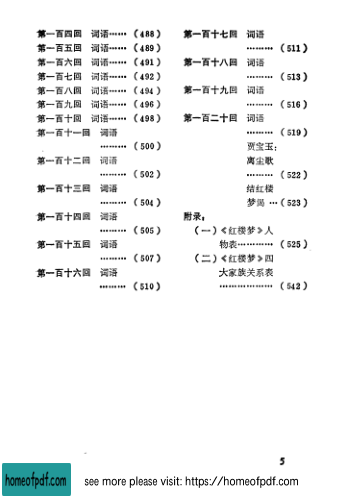 第一百四回　词语……（488）
第一百五回　词语……（489）
第一百六回　词语……（491）
第一百七回　词语……（492）
第一百八回　词语……（494）
第一百九回　词语……（496）
第一百十回　词语……（498）
第一百十一回　词语
………（500）
第一百十二回　词语
………（502）
第一百十三回　词语
………（504）
第一百十四回　词语
………（505）
第一百十五回　词语
………（507）
第一百十六回　词语
………（510）
第一百十七回　词语
………（511）
第一百十八回　词语
………（513）
第一百十九回　词语
………（516）
第一百二十回　词语
………（519）
贾宝玉：
离尘歌
………（522）
结红楼
梦偈…（523）
附录：
（一）《红楼梦》人
物表…………（525）
（二）《红楼梦》四
大家族关系表
………………（542）
5
homeofpdf.com
see more please visit: https://homeofpdf.com